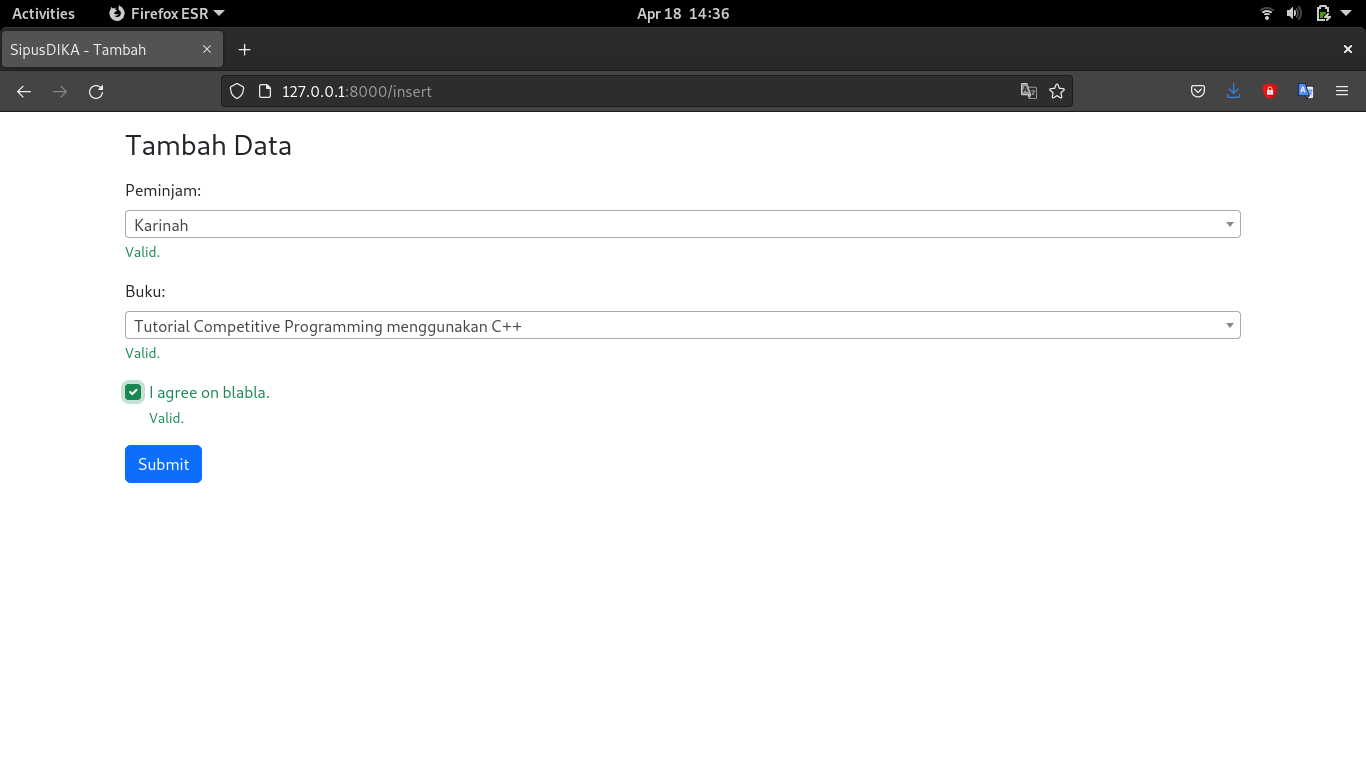 Activities Firefox ESR Apr 18 14:36
SipusDIKA - Tambah
127.0.0.1:8000/insert
Tambah Data
Peminjam:
Karinah
Valid.
Buku:
Tutorial Competitive Programming menggunakan C++
Valid.
I agree on blabla.
Valid.
Submit